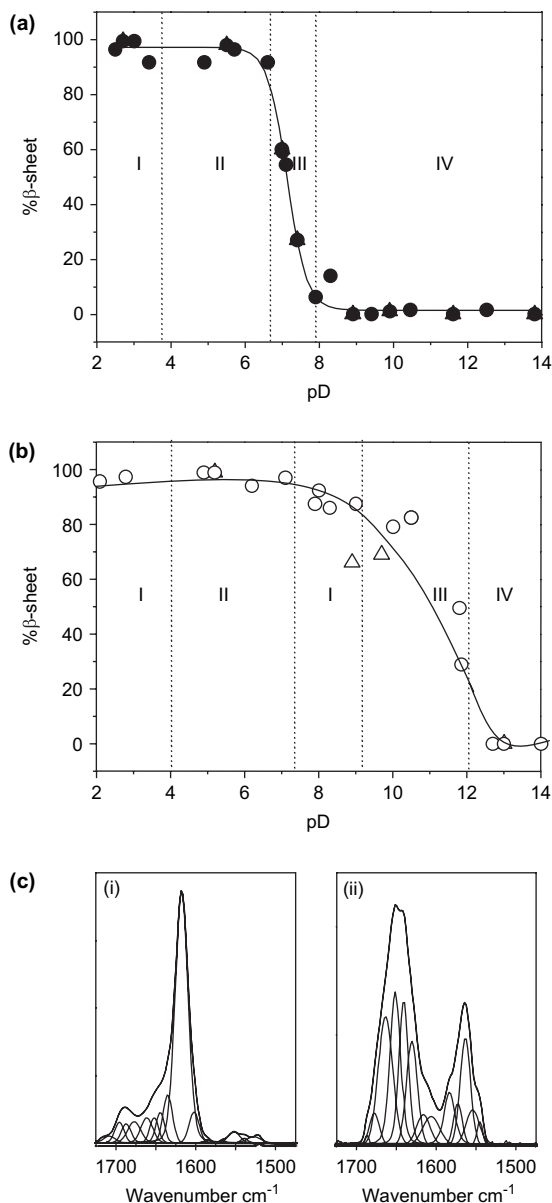 (a)
100
80
60
40
20
0
%β-sheet
I II III IV
2 4 6 8 10 12 14
pD
(b)
100
80
60
40
20
0
%β-sheet
I II I III IV
2 4 6 8 10 12 14
pD
(c)
(i) (ii)
1700 1600 1500 1700 1600 1500
Wavenumber cm⁻¹ Wavenumber cm⁻¹